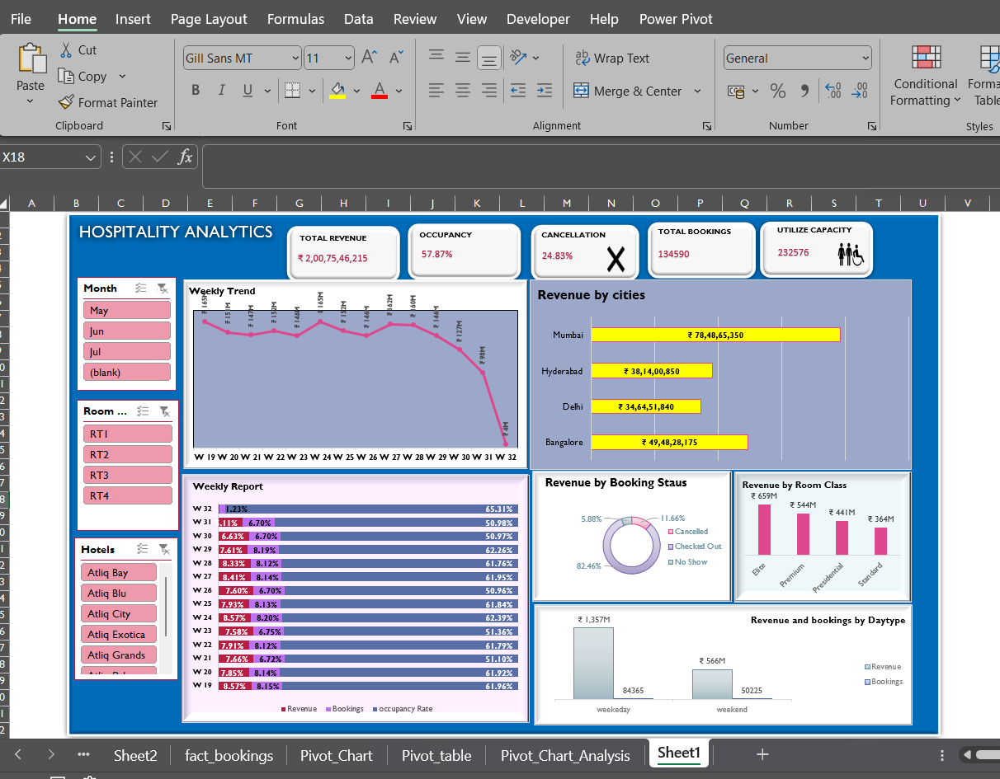 File Home Insert Page Layout Formulas Data Review View Developer Help Power Pivot
Paste
Cut
Copy
Format Painter
Clipboard
Gill Sans MT 11
B I U
Font
Wrap Text
Merge & Center
Alignment
General
Number
Conditional
Formatting
Styles
X18
fx
A B C D E F G H I J K L M N O P Q R S T U V
HOSPITALITY ANALYTICS
TOTAL REVENUE
₹ 2,00,75,46,215
OCCUPANCY
57.87%
CANCELLATION
24.83%
TOTAL BOOKINGS
134590
UTILIZE CAPACITY
232576
Month
May
Jun
Jul
(blank)
Room ...
RT1
RT2
RT3
RT4
Hotels
Atliq Bay
Atliq Blu
Atliq City
Atliq Exotica
Atliq Grands
Weekly Trend
₹ 165M ₹ 151M ₹ 147M ₹ 152M ₹ 146M ₹ 165M ₹ 152M ₹ 146M ₹ 162M ₹ 160M ₹ 146M ₹ 127M ₹ 98M ₹ 4M
W 19 W 20 W 21 W 22 W 23 W 24 W 25 W 26 W 27 W 28 W 29 W 30 W 31 W 32
Revenue by cities
Mumbai ₹ 78,48,65,350
Hyderabad ₹ 38,14,00,850
Delhi ₹ 34,64,51,840
Bangalore ₹ 49,48,28,175
Weekly Report
W 32 1.23% 65.31%
W 31 .11% 6.70% 50.98%
W 30 6.63% 6.70% 50.97%
W 29 7.61% 8.19% 62.26%
W 28 8.33% 8.12% 61.76%
W 27 8.41% 8.14% 61.95%
W 26 7.60% 6.70% 50.96%
W 25 7.93% 8.13% 61.84%
W 24 8.57% 8.20% 62.39%
W 23 7.58% 6.75% 51.36%
W 22 7.91% 8.12% 61.79%
W 21 7.66% 6.72% 51.10%
W 20 7.85% 8.14% 61.92%
W 19 8.57% 8.15% 61.96%
Revenue Bookings occupancy Rate
Revenue by Booking Staus
5.88% 11.66%
82.46%
Cancelled
Checked Out
No Show
Revenue by Room Class
₹ 659M ₹ 544M ₹ 441M ₹ 364M
Elite Premium Presidential Standard
Revenue and bookings by Daytype
₹ 1,357M
84365
₹ 566M
50225
weekeday weekend
Revenue
Bookings
Sheet2 fact_bookings Pivot_Chart Pivot_table Pivot_Chart_Analysis Sheet1